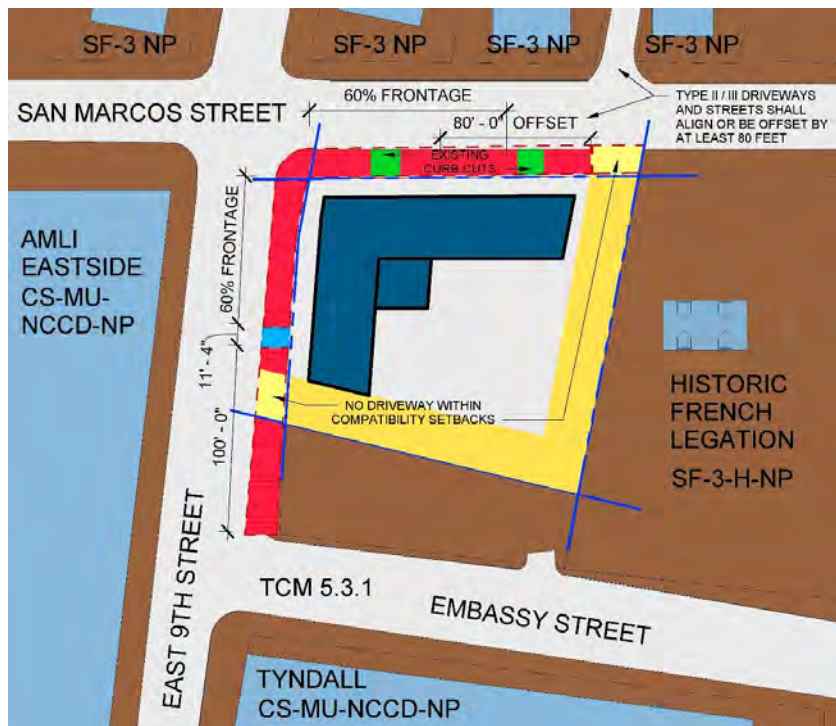 SF-3 NP
SF-3 NP
SF-3 NP
SF-3 NP
SAN MARCOS STREET
60% FRONTAGE
80' - 0" OFFSET
TYPE II / III DRIVEWAYS
AND STREETS SHALL
ALIGN OR BE OFFSET BY
AT LEAST 80 FEET
EXISTING
CURB CUTS
60% FRONTAGE
AMLI
EASTSIDE
CS-MU-
NCCD-NP
11' - 4"
100' - 0"
NO DRIVEWAY WITHIN
COMPATIBILITY SETBACKS
HISTORIC
FRENCH
LEGATION
SF-3-H-NP
EAST 9TH STREET
TCM 5.3.1
EMBASSY STREET
TYNDALL
CS-MU-NCCD-NP